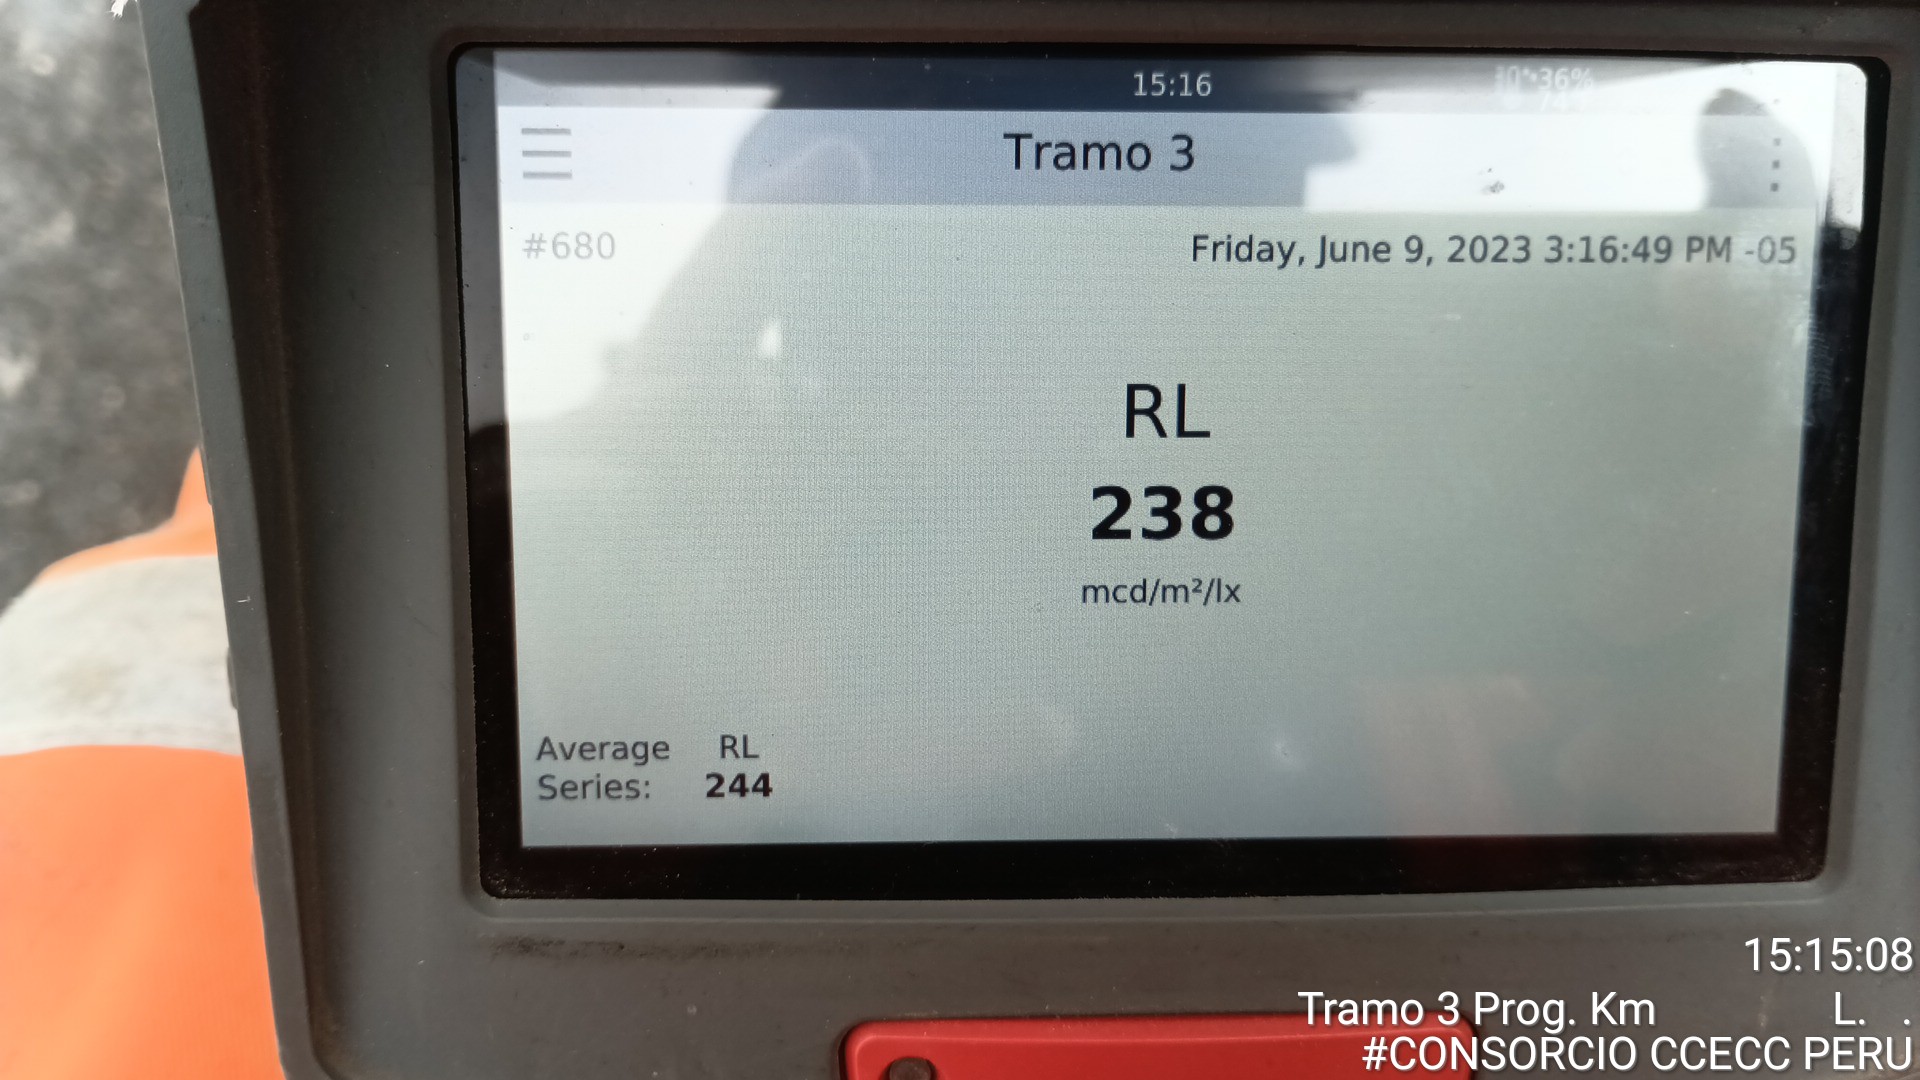 15:16
36%
Tramo 3
#680
Friday, June 9, 2023 3:16:49 PM -05
RL
238
mcd/m²/lx
Average RL
Series: 244
15:15:08
Tramo 3 Prog. Km L. .
#CONSORCIO CCECC PERU